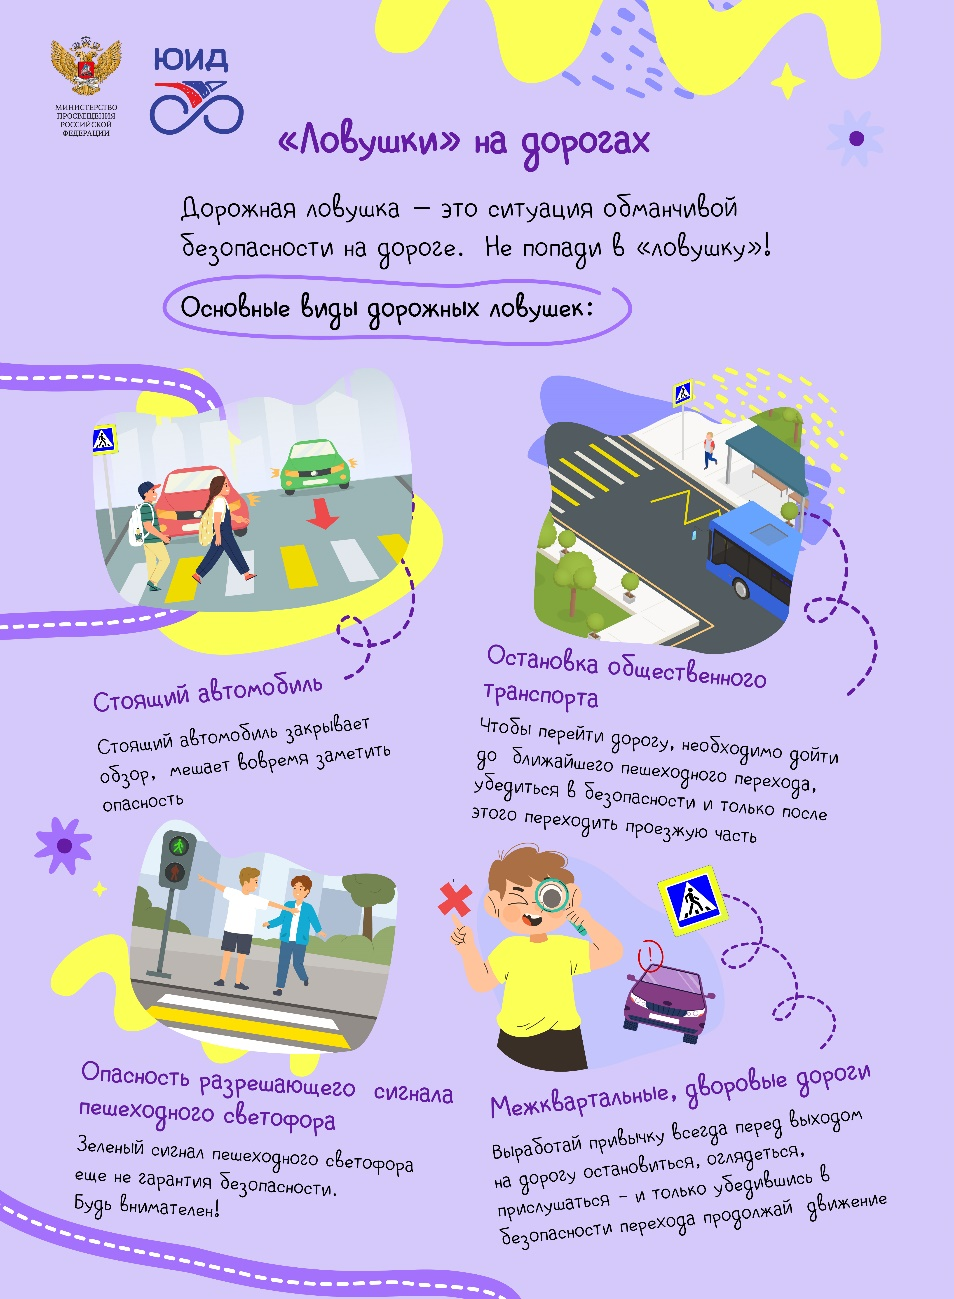 МИНИСТЕРСТВО
ПРОСВЕЩЕНИЯ
РОССИЙСКОЙ
ФЕДЕРАЦИИ
ЮИД
«Ловушки» на дорогах
Дорожная ловушка – это ситуация обманчивой
безопасности на дороге. Не попади в «ловушку»!
Основные виды дорожных ловушек:
Стоящий автомобиль
Стоящий автомобиль закрывает
обзор, мешает вовремя заметить
опасность
Остановка общественного
транспорта
Чтобы перейти дорогу, необходимо дойти
до ближайшего пешеходного перехода,
убедиться в безопасности и только после
этого переходить проезжую часть
Опасность разрешающего сигнала
пешеходного светофора
Зеленый сигнал пешеходного светофора
еще не гарантия безопасности.
Будь внимателен!
!
Межквартальные, дворовые дороги
Выработай привычку всегда перед выходом
на дорогу остановиться, оглядеться,
прислушаться – и только убедившись в
безопасности перехода продолжай движение